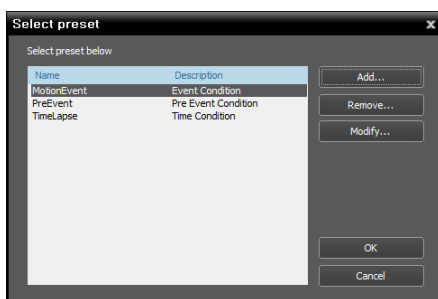 Select preset
x
Select preset below
Name Description
MotionEvent Event Condition
PreEvent Pre Event Condition
TimeLapse Time Condition
Add...
Remove...
Modify...
OK
Cancel